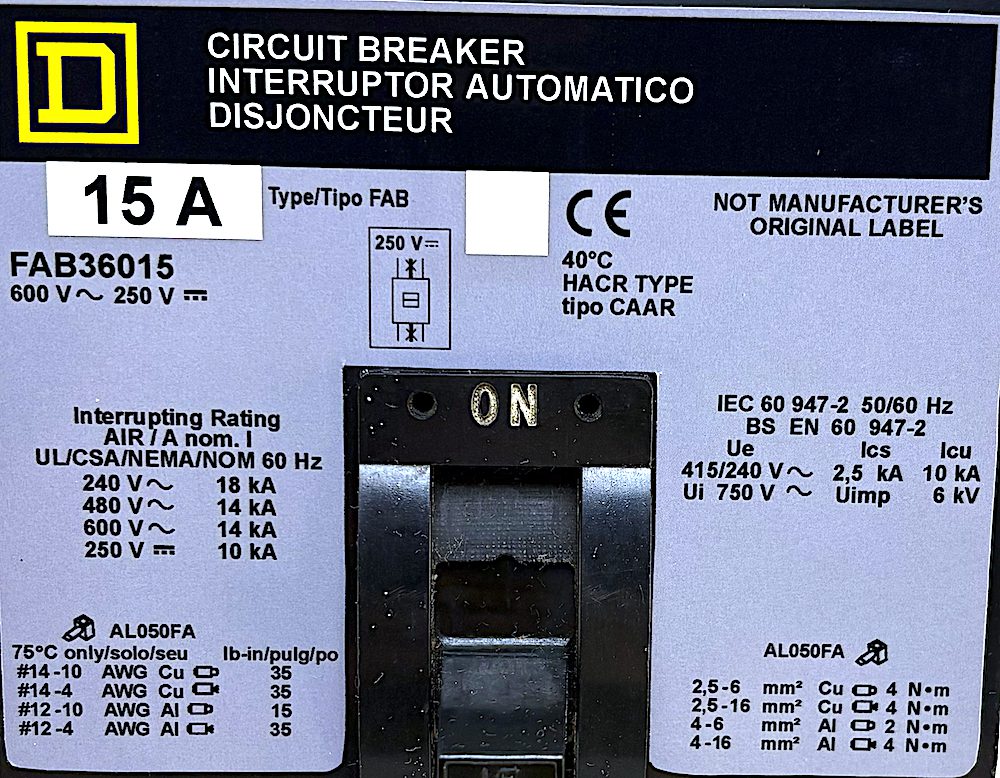 D
CIRCUIT BREAKER
INTERRUPTOR AUTOMATICO
DISJONCTEUR
15 A
Type/Tipo FAB
CE
NOT MANUFACTURER'S
ORIGINAL LABEL
FAB36015
600 V～ 250 V ⎓
250 V⎓
40°C
HACR TYPE
tipo CAAR
ON
Interrupting Rating
AIR / A nom. I
UL/CSA/NEMA/NOM 60 Hz
240 V～ 18 kA
480 V～ 14 kA
600 V～ 14 kA
250 V ⎓ 10 kA
IEC 60 947-2 50/60 Hz
BS EN 60 947-2
Ue Ics Icu
415/240 V～ 2,5 kA 10 kA
Ui 750 V ～ Uimp 6 kV
AL050FA
75°C only/solo/seu lb-in/pulg/po
#14-10 AWG Cu 35
#14-4 AWG Cu 35
#12-10 AWG Al 15
#12-4 AWG Al 35
AL050FA
2,5-6 mm² Cu 4 N•m
2,5-16 mm² Cu 4 N•m
4-6 mm² Al 2 N•m
4-16 mm² Al 4 N•m